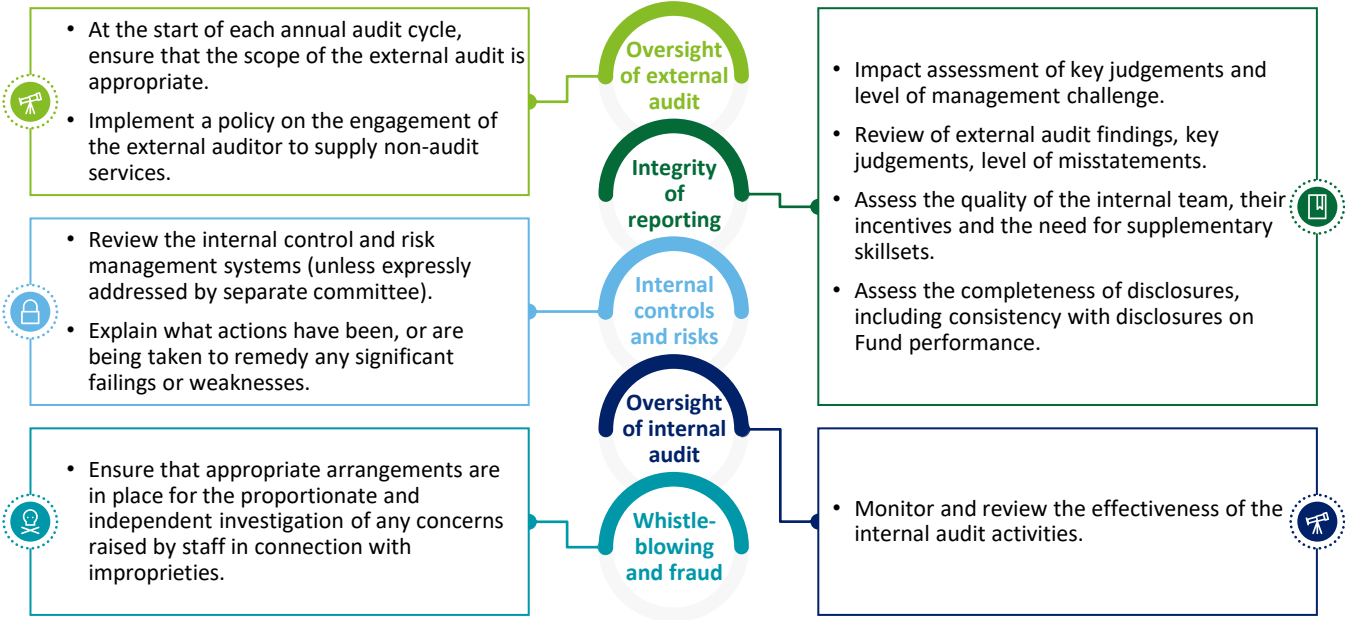 • At the start of each annual audit cycle,
ensure that the scope of the external audit is
appropriate.
• Implement a policy on the engagement of
the external auditor to supply non-audit
services.
Oversight
of external
audit
Integrity
of
reporting
• Impact assessment of key judgements and
level of management challenge.
• Review of external audit findings, key
judgements, level of misstatements.
• Assess the quality of the internal team, their
incentives and the need for supplementary
skillsets.
• Assess the completeness of disclosures,
including consistency with disclosures on
Fund performance.
• Review the internal control and risk
management systems (unless expressly
addressed by separate committee).
• Explain what actions have been, or are
being taken to remedy any significant
failings or weaknesses.
Internal
controls
and risks
Oversight
of internal
audit
• Monitor and review the effectiveness of the
internal audit activities.
• Ensure that appropriate arrangements are
in place for the proportionate and
independent investigation of any concerns
raised by staff in connection with
improprieties.
Whistle-
blowing
and fraud